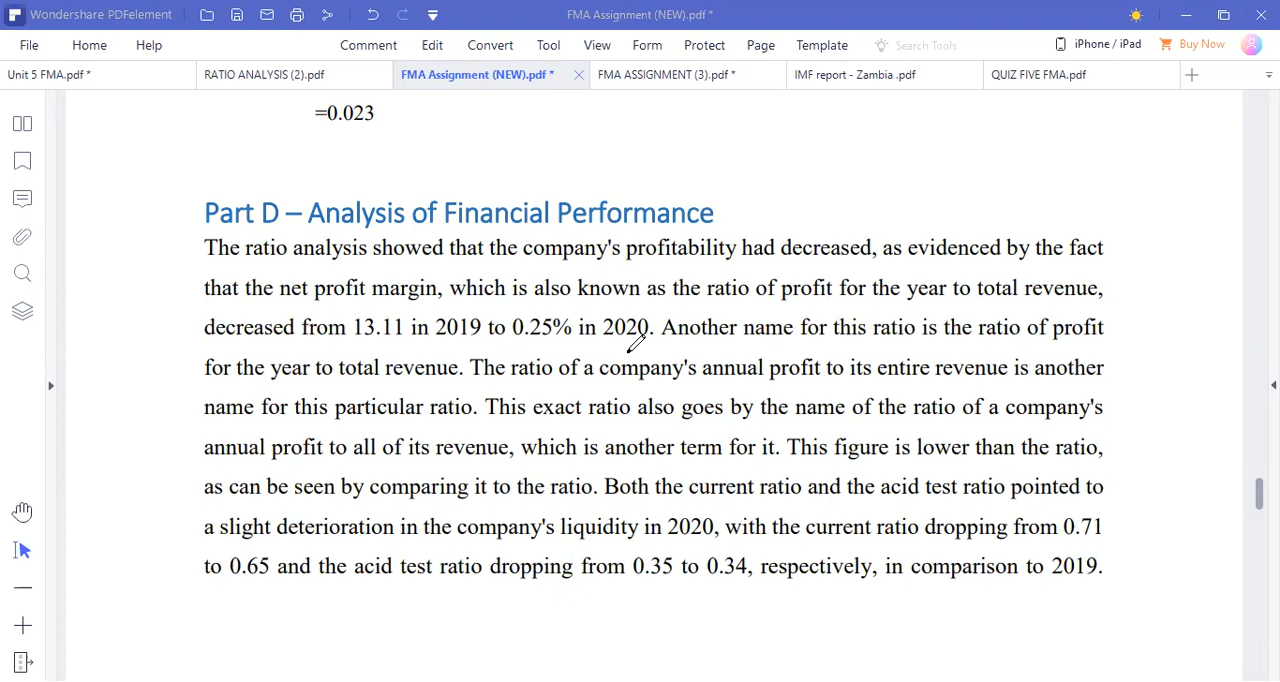 Wondershare PDFelement
FMA Assignment (NEW).pdf *
File Home Help Comment Edit Convert Tool View Form Protect Page Template Search Tools iPhone / iPad Buy Now
Unit 5 FMA.pdf * RATIO ANALYSIS (2).pdf FMA Assignment (NEW).pdf * FMA ASSIGNMENT (3).pdf * IMF report - Zambia .pdf QUIZ FIVE FMA.pdf
=0.023
Part D – Analysis of Financial Performance
The ratio analysis showed that the company's profitability had decreased, as evidenced by the fact
that the net profit margin, which is also known as the ratio of profit for the year to total revenue,
decreased from 13.11 in 2019 to 0.25% in 2020. Another name for this ratio is the ratio of profit
for the year to total revenue. The ratio of a company's annual profit to its entire revenue is another
name for this particular ratio. This exact ratio also goes by the name of the ratio of a company's
annual profit to all of its revenue, which is another term for it. This figure is lower than the ratio,
as can be seen by comparing it to the ratio. Both the current ratio and the acid test ratio pointed to
a slight deterioration in the company's liquidity in 2020, with the current ratio dropping from 0.71
to 0.65 and the acid test ratio dropping from 0.35 to 0.34, respectively, in comparison to 2019.